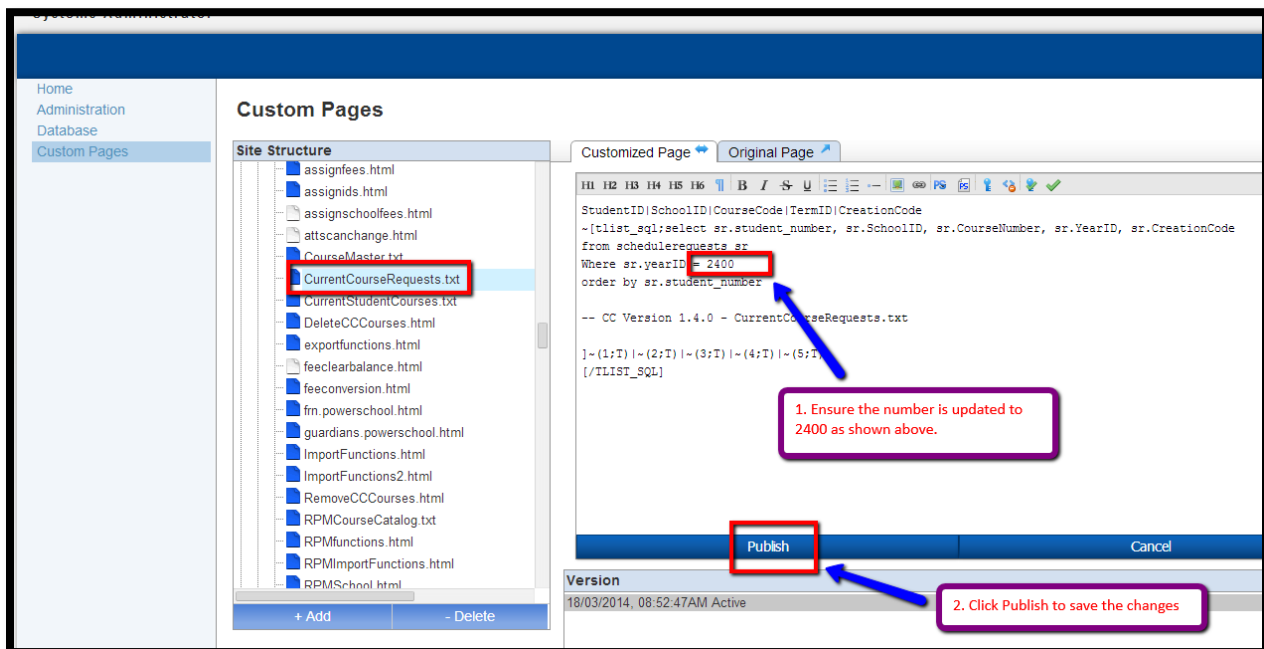 Systems Administrator
Home
Administration
Database
Custom Pages
Custom Pages
Site Structure
assignfees.html
assignids.html
assignschoolfees.html
attscanchange.html
CourseMaster.txt
CurrentCourseRequests.txt
CurrentStudentCourses.txt
DeleteCCCourses.html
exportfunctions.html
feeclearbalance.html
feeconversion.html
frn.powerschool.html
guardians.powerschool.html
ImportFunctions.html
ImportFunctions2.html
RemoveCCCourses.html
RPMCourseCatalog.txt
RPMfunctions.html
RPMImportFunctions.html
RPMSchool.html
+ Add - Delete
Customized Page Original Page
H1 H2 H3 H4 H5 H6 ¶ B I S U PS PS
StudentID|SchoolID|CourseCode|TermID|CreationCode
~[tlist_sql;select sr.student_number, sr.SchoolID, sr.CourseNumber, sr.YearID, sr.CreationCode
from schedulerequests sr
Where sr.yearID = 2400
order by sr.student_number
-- CC Version 1.4.0 - CurrentCourseRequests.txt
]~(1;T)|~(2;T)|~(3;T)|~(4;T)|~(5;T)
[/TLIST_SQL]
1. Ensure the number is updated to
2400 as shown above.
Publish Cancel
Version
18/03/2014, 08:52:47AM Active
2. Click Publish to save the changes